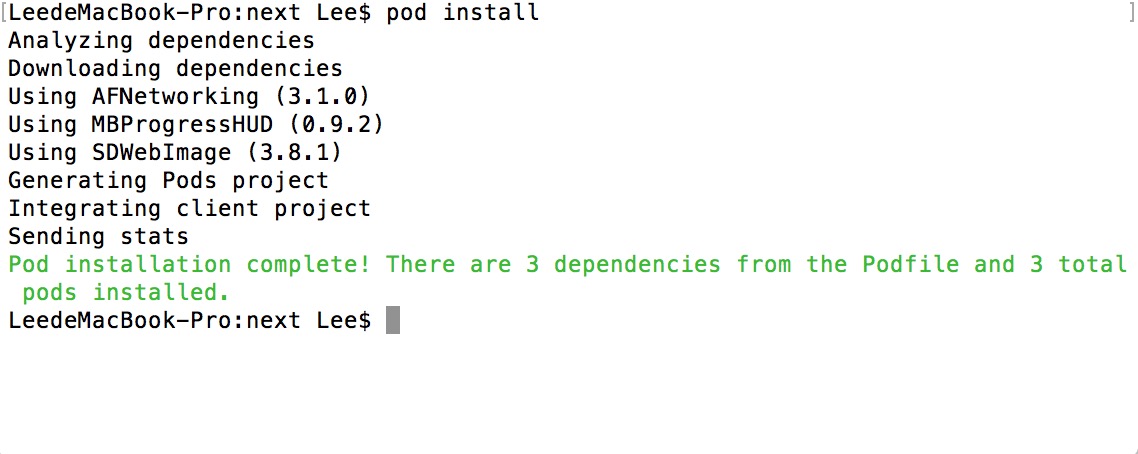 [LeedeMacBook-Pro:next Lee$ pod install ]
Analyzing dependencies
Downloading dependencies
Using AFNetworking (3.1.0)
Using MBProgressHUD (0.9.2)
Using SDWebImage (3.8.1)
Generating Pods project
Integrating client project
Sending stats
Pod installation complete! There are 3 dependencies from the Podfile and 3 total
pods installed.
LeedeMacBook-Pro:next Lee$